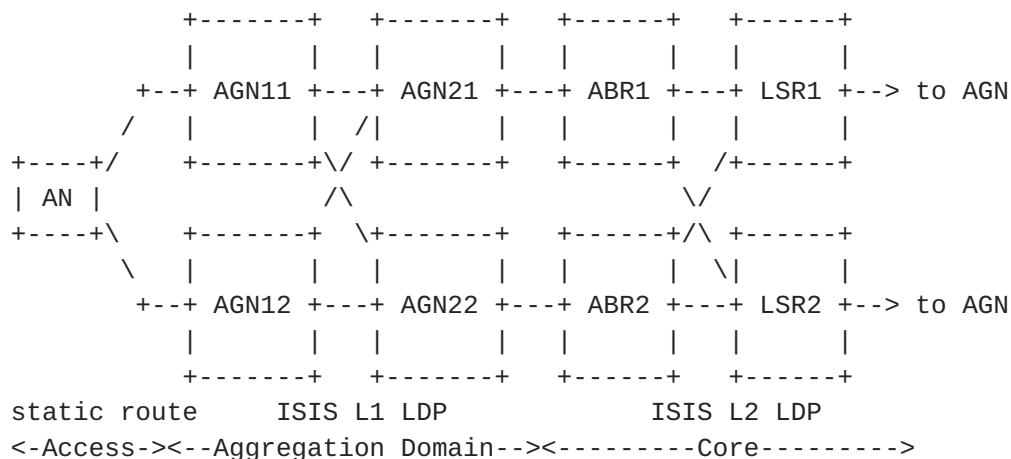 AGN11 AGN21 ABR1 LSR1 --> to AGN
AN
AGN12 AGN22 ABR2 LSR2 --> to AGN
static route ISIS L1 LDP ISIS L2 LDP
<-Access-><--Aggregation Domain--><---------Core--------->